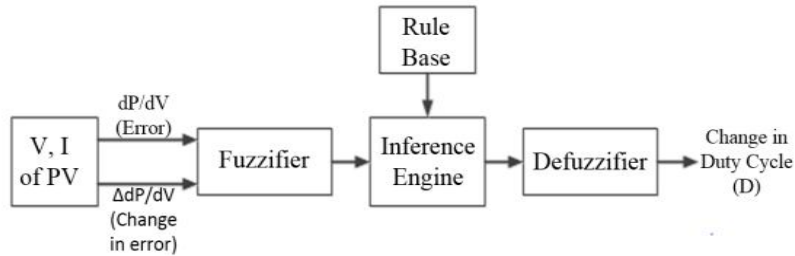 Rule
Base
dP/dV
(Error)
V, I
of PV
Fuzzifier
Inference
Engine
Defuzzifier
Change in
Duty Cycle
(D)
ΔdP/dV
(Change
in error)